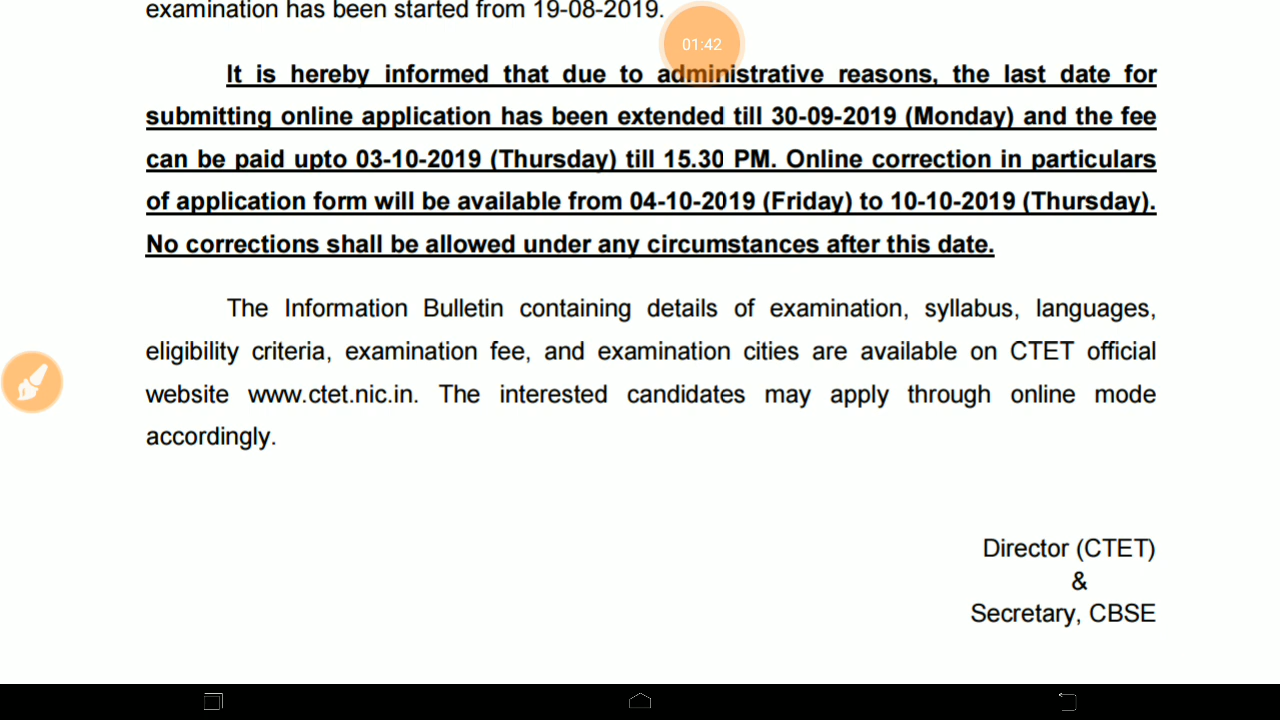 examination has been started from 19-08-2019.
01:42
It is hereby informed that due to administrative reasons, the last date for
submitting online application has been extended till 30-09-2019 (Monday) and the fee
can be paid upto 03-10-2019 (Thursday) till 15.30 PM. Online correction in particulars
of application form will be available from 04-10-2019 (Friday) to 10-10-2019 (Thursday).
No corrections shall be allowed under any circumstances after this date.
The Information Bulletin containing details of examination, syllabus, languages,
eligibility criteria, examination fee, and examination cities are available on CTET official
website www.ctet.nic.in. The interested candidates may apply through online mode
accordingly.
Director (CTET)
&
Secretary, CBSE